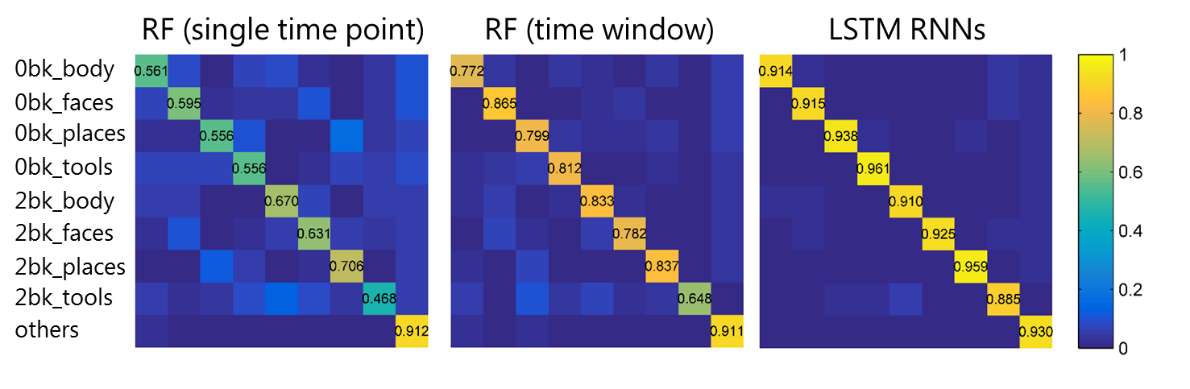 RF (single time point) RF (time window) LSTM RNNs
0bk_body 0.561 0.772 0.914 1
0bk_faces 0.595 0.865 0.915 0.8
0bk_places 0.556 0.799 0.938
0bk_tools 0.556 0.812 0.961 0.6
2bk_body 0.670 0.833 0.910
2bk_faces 0.631 0.782 0.925 0.4
2bk_places 0.706 0.837 0.959
2bk_tools 0.468 0.648 0.885 0.2
others 0.912 0.911 0.930 0